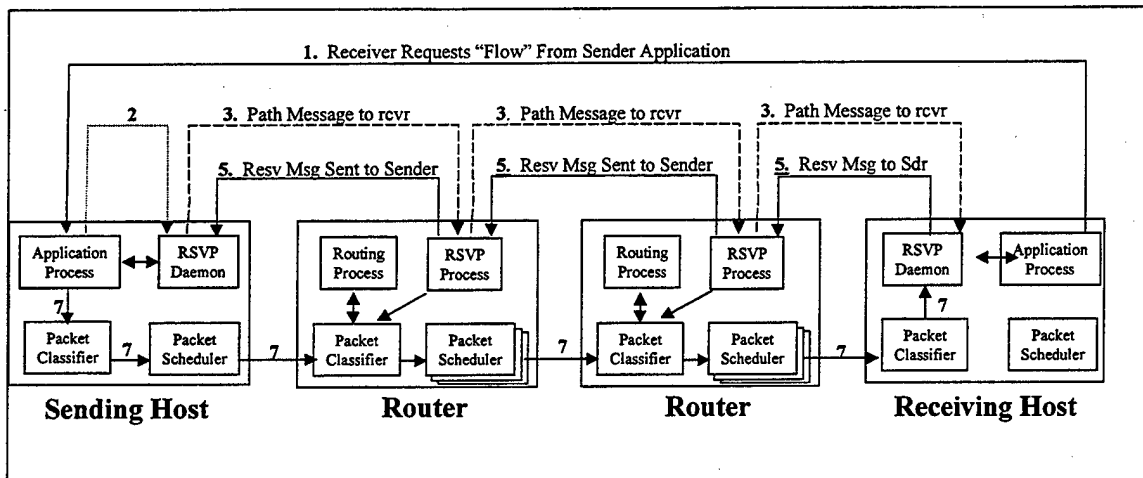 1. Receiver Requests “Flow” From Sender Application
2
3. Path Message to rcvr
3. Path Message to rcvr
3. Path Message to rcvr
5. Resv Msg Sent to Sender
5. Resv Msg Sent to Sender
5. Resv Msg to Sdr
Application
Process
RSVP
Daemon
7
Packet
Classifier
7
Packet
Scheduler
7
Sending Host
Routing
Process
RSVP
Process
Packet
Classifier
Packet
Scheduler
7
Router
Routing
Process
RSVP
Process
Packet
Classifier
Packet
Scheduler
7
Router
RSVP
Daemon
Application
Process
7
Packet
Classifier
Packet
Scheduler
Receiving Host